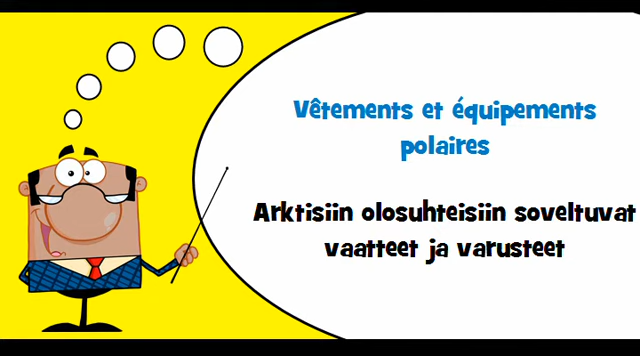 Vêtements et équipements
polaires
Arktisiin olosuhteisiin soveltuvat
vaatteet ja varusteet